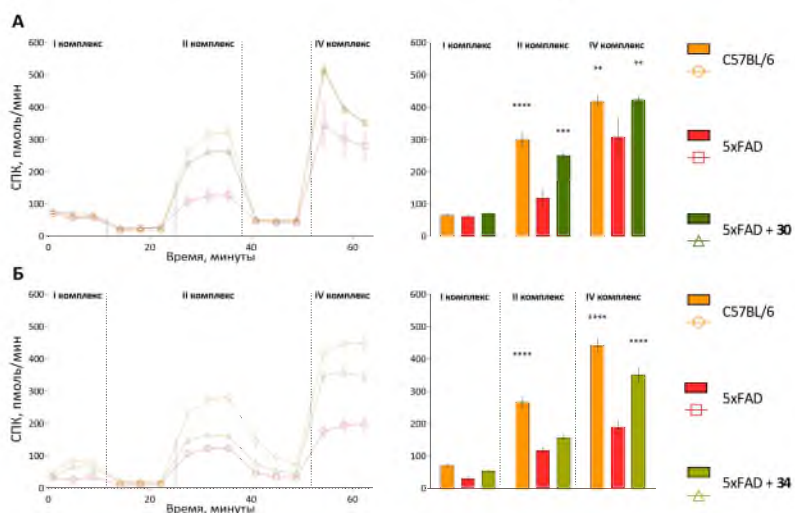 А
I комплекс II комплекс IV комплекс
600
500
400
300
200
100
0
СПК, пмоль/мин
0 20 40 60
Время, минуты
I комплекс II комплекс IV комплекс
600
500
400
300
200
100
0
****
***
**
**
C57BL/6
5xFAD
5xFAD + 30
Б
I комплекс II комплекс IV комплекс
600
500
400
300
200
100
0
СПК, пмоль/мин
0 20 40 60
Время, минуты
I комплекс II комплекс IV комплекс
600
500
400
300
200
100
0
****
****
****
C57BL/6
5xFAD
5xFAD + 34